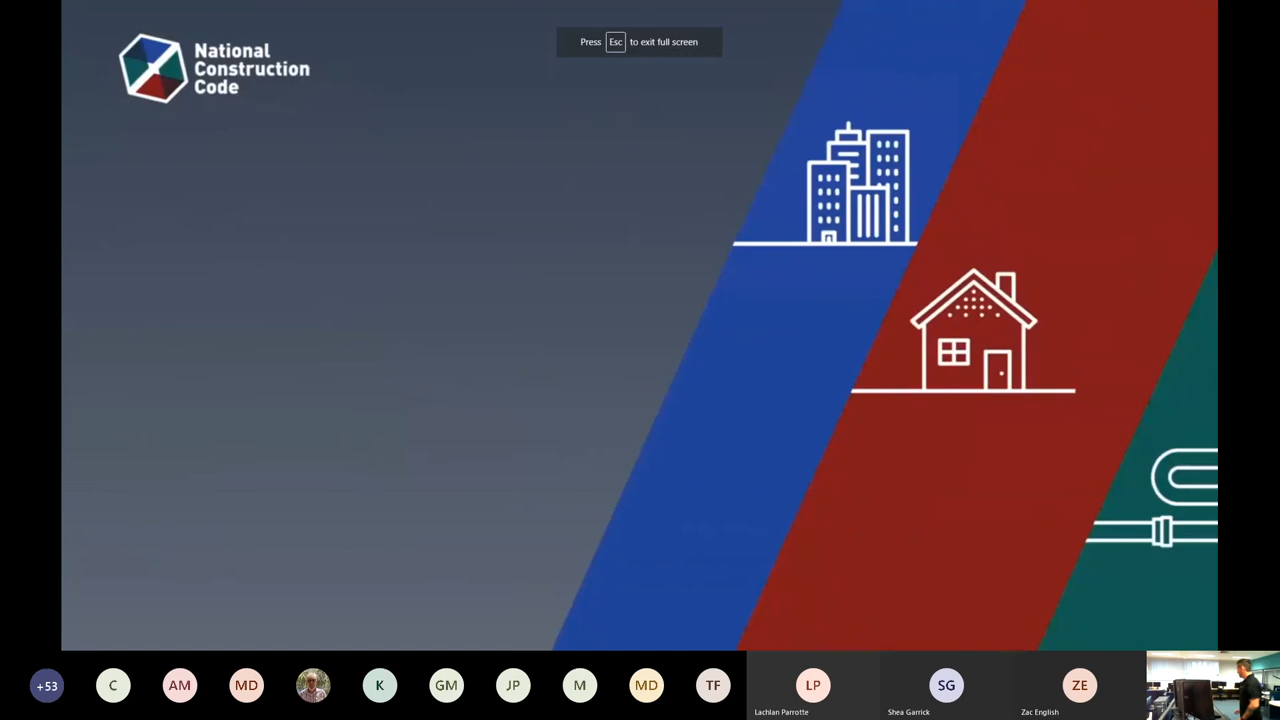 National
Construction
Code
Press Esc to exit full screen
+53
C
AM
MD
K
GM
JP
M
MD
TF
LP
SG
ZE
Lachlan Parrotte
Shea Garrick
Zac English